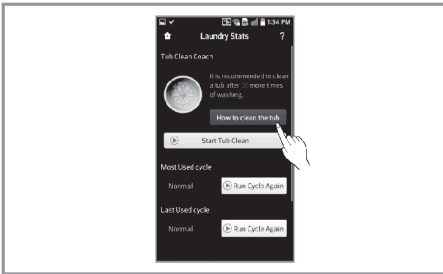 1:34 PM
Laundry Stats ?
Tub Clean Coach
It is recommended to clean
a tub after 30 more times
of washing.
How to clean the tub
Start Tub Clean
Most Used cycle
Normal Run Cycle Again
Last Used cycle
Normal Run Cycle Again